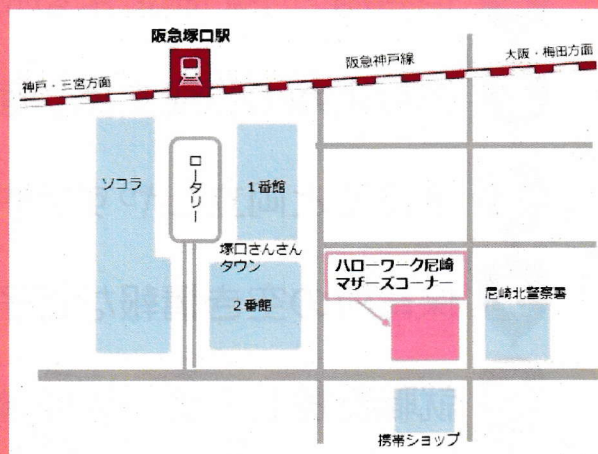 阪急塚口駅
神戸・三宮方面
阪急神戸線
大阪・梅田方面
ソコラ
ロータリー
1番館
塚口さんさん
タウン
2番館
ハローワーク尼崎
マザーズコーナー
尼崎北警察署
携帯ショップ